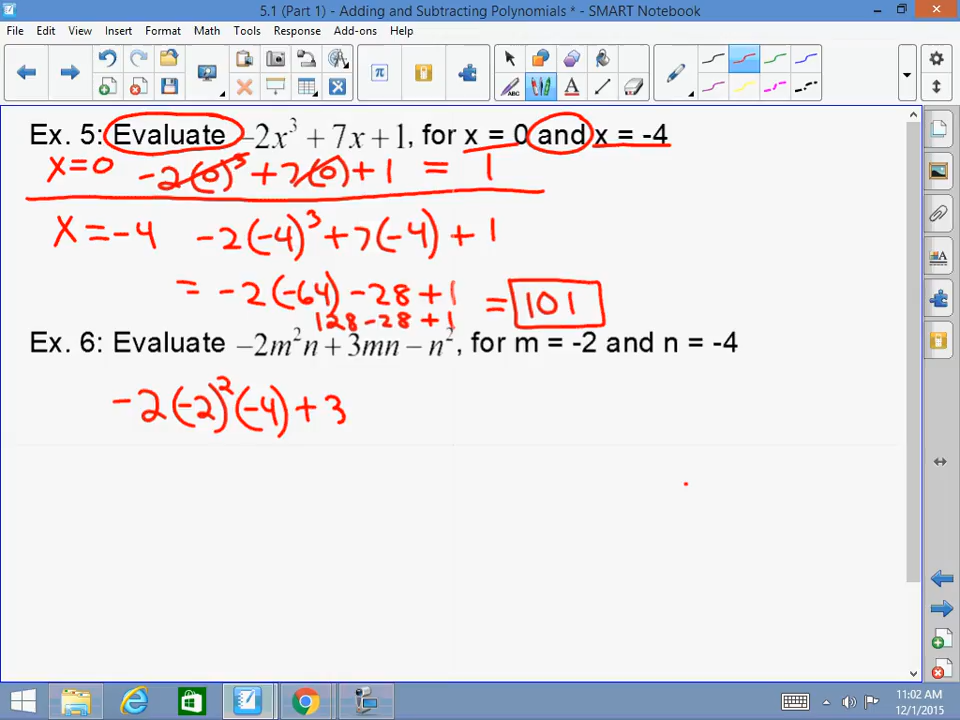 5.1 (Part 1) - Adding and Subtracting Polynomials * - SMART Notebook
File Edit View Insert Format Math Tools Response Add-ons Help
Ex. 5: Evaluate -2x³ + 7x + 1, for x = 0 and x = -4
x=0 -2(0)³ + 7(0) + 1 = 1
x = -4 -2(-4)³ + 7(-4) + 1
= -2(-64) - 28 + 1 = 101
128 - 28 + 1
Ex. 6: Evaluate -2m²n + 3mn - n², for m = -2 and n = -4
-2(-2)²(-4) + 3
11:02 AM
12/1/2015